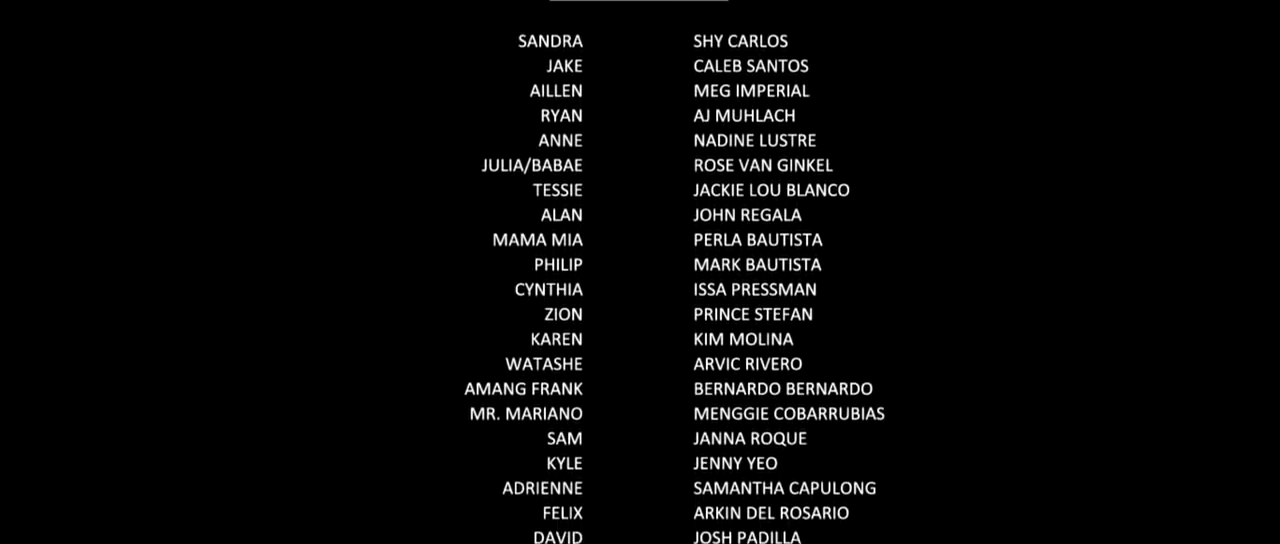 SANDRA SHY CARLOS
JAKE CALEB SANTOS
AILLEN MEG IMPERIAL
RYAN AJ MUHLACH
ANNE NADINE LUSTRE
JULIA/BABAE ROSE VAN GINKEL
TESSIE JACKIE LOU BLANCO
ALAN JOHN REGALA
MAMA MIA PERLA BAUTISTA
PHILIP MARK BAUTISTA
CYNTHIA ISSA PRESSMAN
ZION PRINCE STEFAN
KAREN KIM MOLINA
WATASHE ARVIC RIVERO
AMANG FRANK BERNARDO BERNARDO
MR. MARIANO MENGGIE COBARRUBIAS
SAM JANNA ROQUE
KYLE JENNY YEO
ADRIENNE SAMANTHA CAPULONG
FELIX ARKIN DEL ROSARIO
DAVID JOSH PADILLA